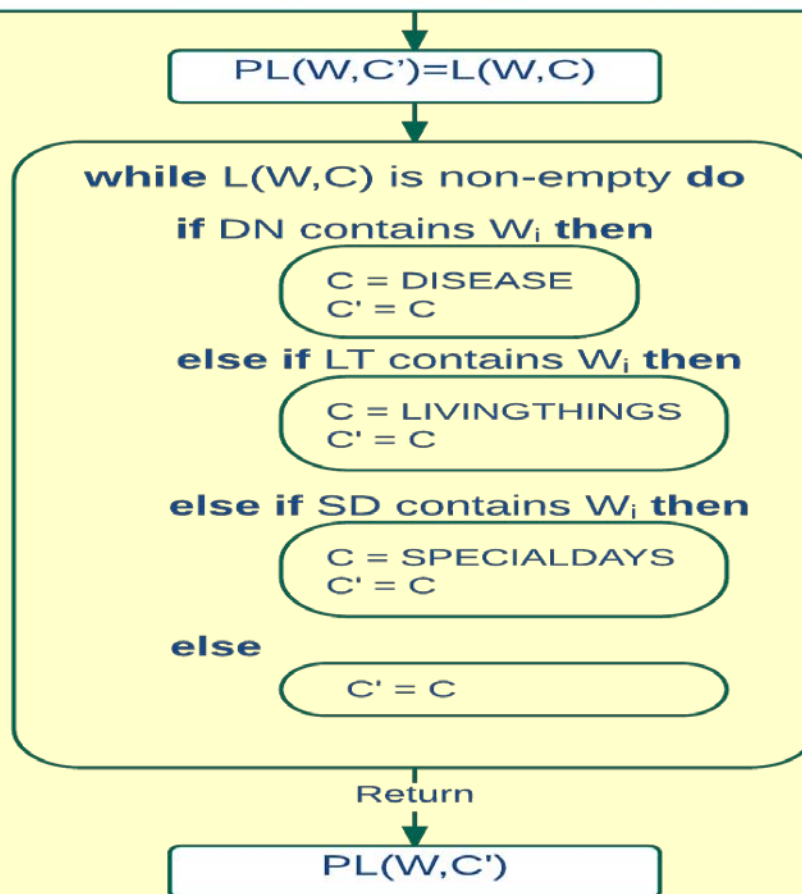 PL(W,C’)=L(W,C)
while L(W,C) is non-empty do
if DN contains Wᵢ then
C = DISEASE
C' = C
else if LT contains Wᵢ then
C = LIVINGTHINGS
C' = C
else if SD contains Wᵢ then
C = SPECIALDAYS
C' = C
else
C' = C
Return
PL(W,C')